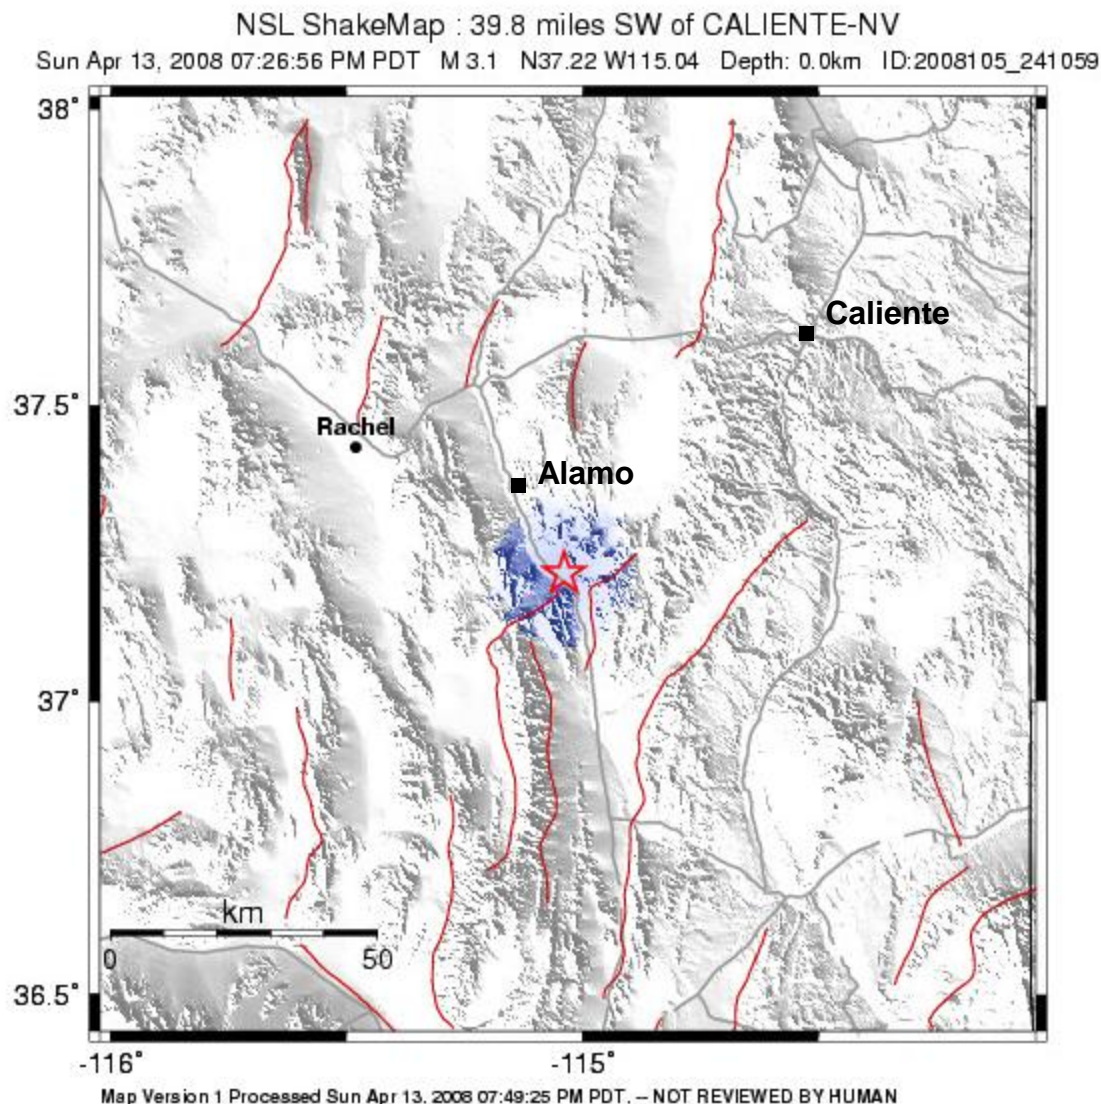 NSL ShakeMap : 39.8 miles SW of CALIENTE-NV
Sun Apr 13, 2008 07:26:56 PM PDT M 3.1 N37.22 W115.04 Depth: 0.0km ID:2008105_241059
38°
Caliente
37.5°
Rachel
Alamo
37°
km
0 50
36.5°
-116° -115°
Map Version 1 Processed Sun Apr 13, 2008 07:49:25 PM PDT, -- NOT REVIEWED BY HUMAN